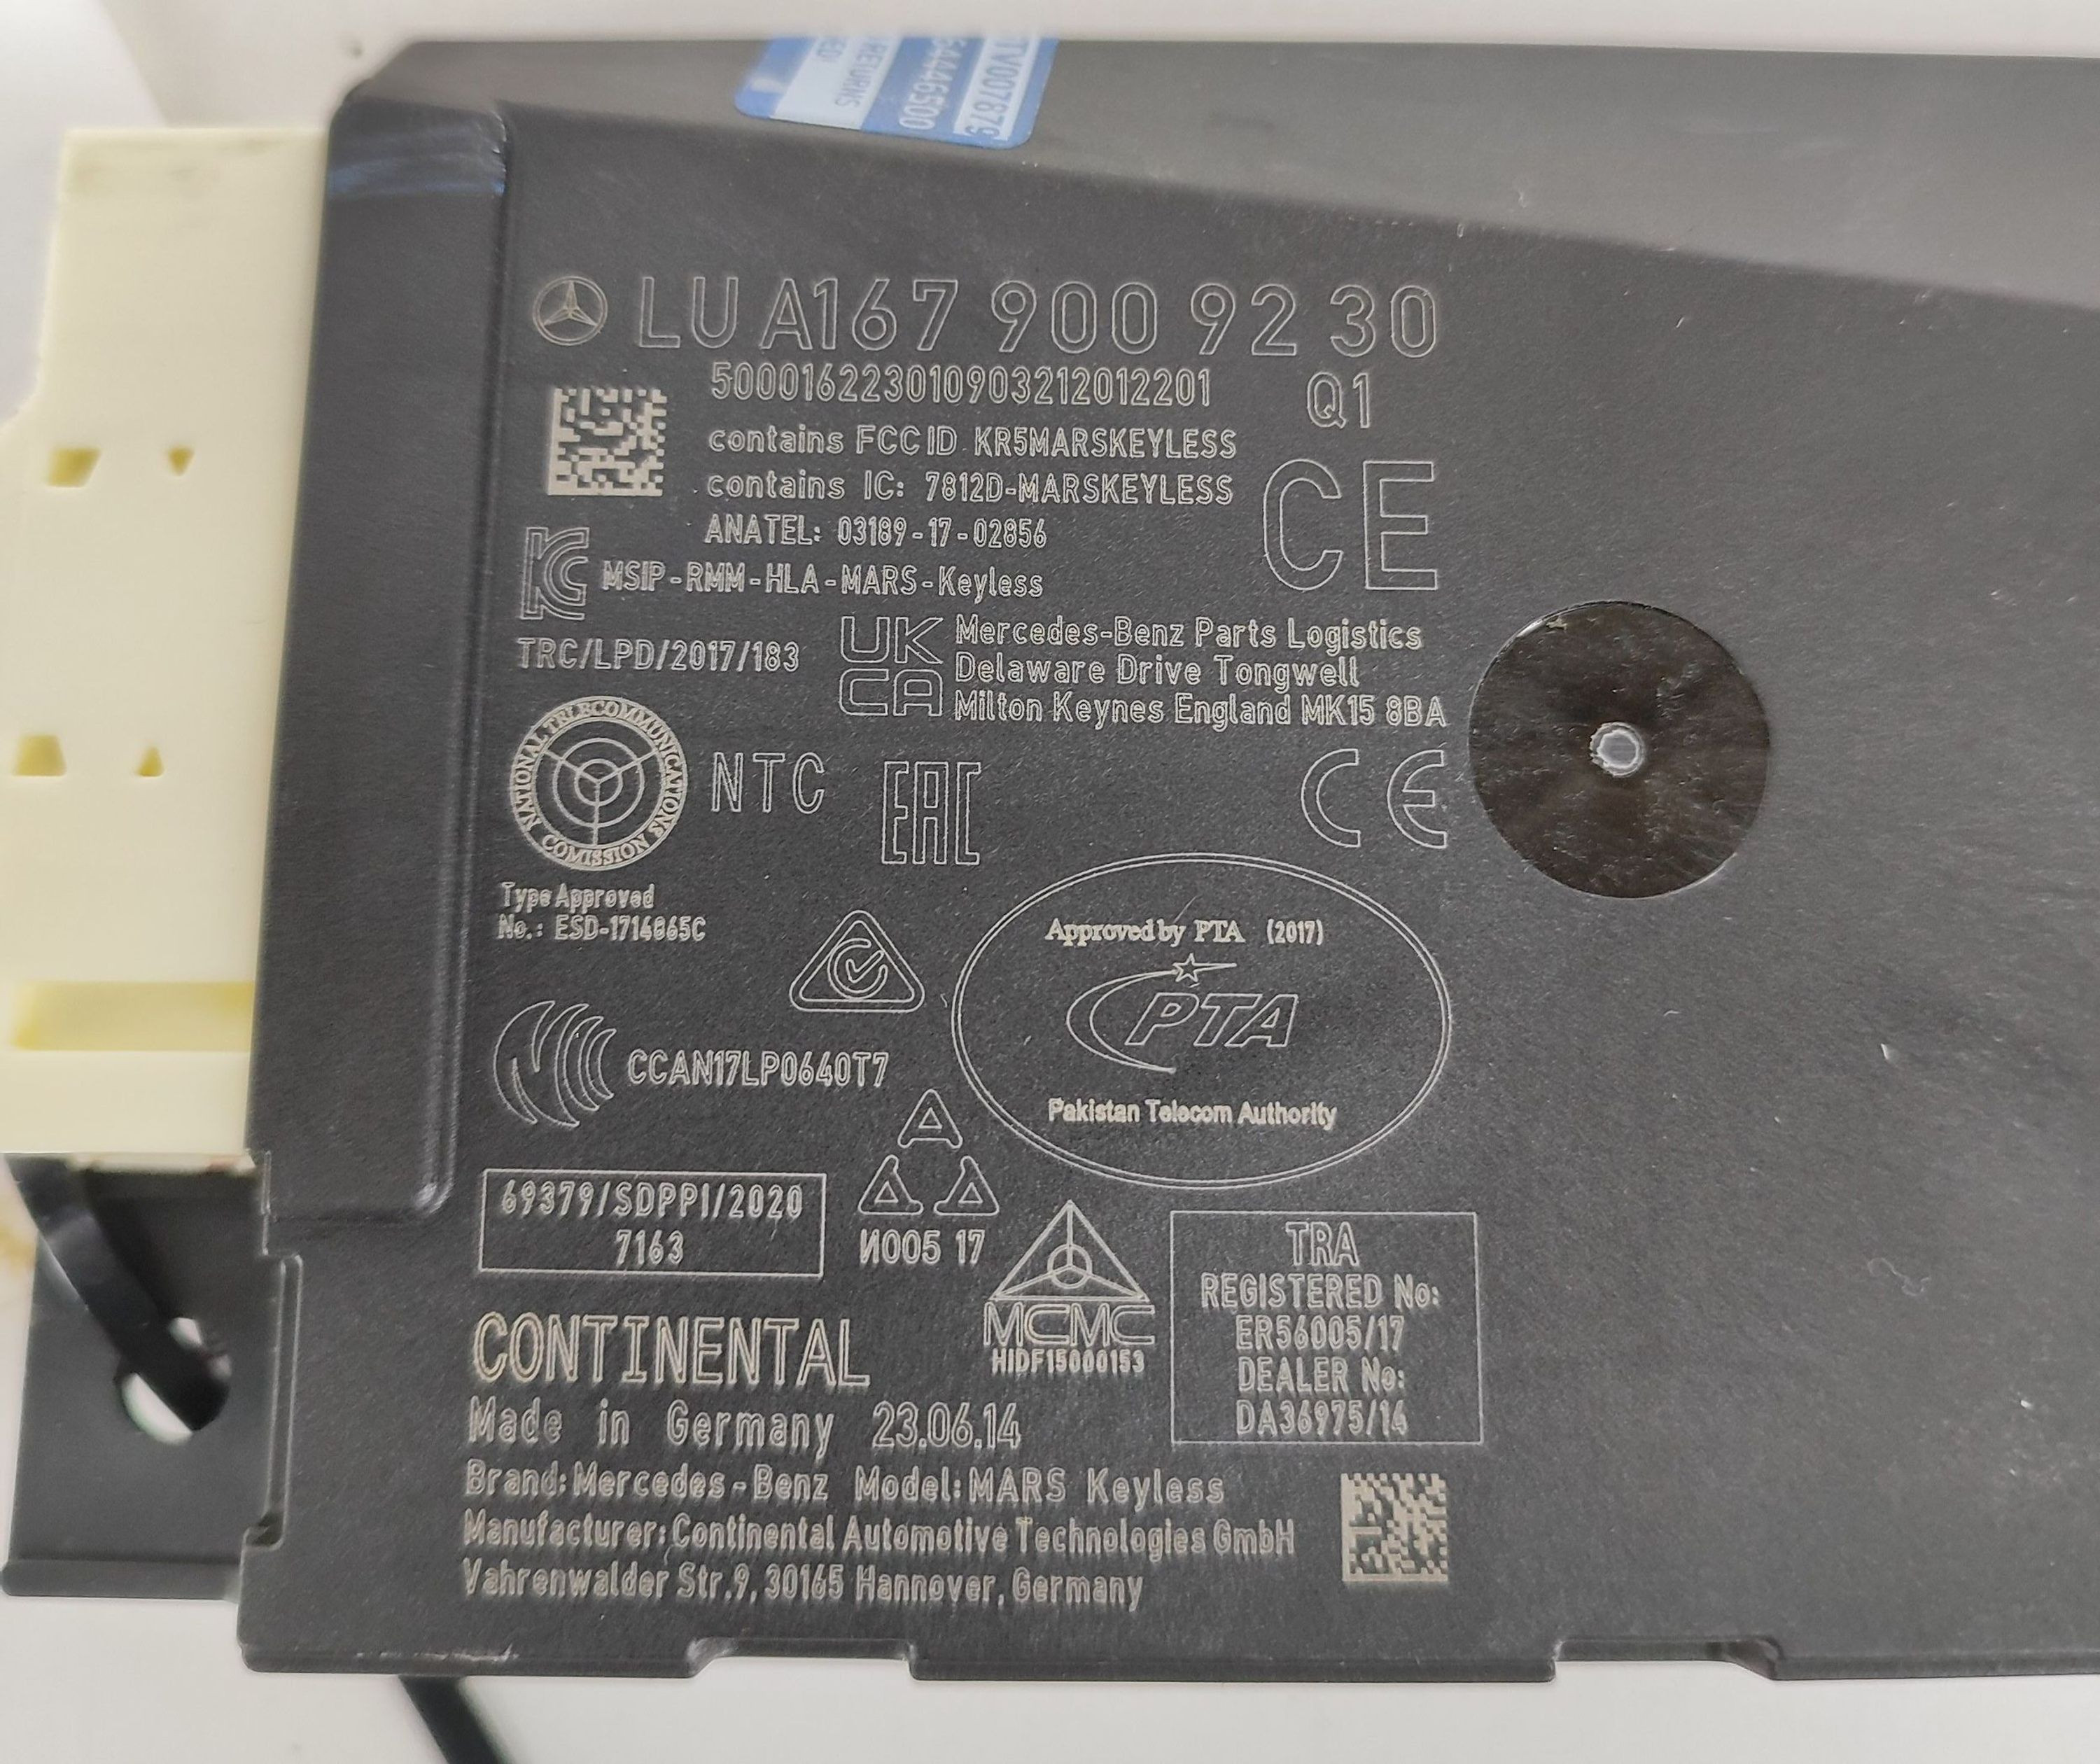 TV007879
64446500
RETURNS
LU A167 900 92 30
500016223010903212012201
Q1
contains FCC ID KR5MARSKEYLESS
contains IC: 7812D-MARSKEYLESS
CE
ANATEL: 03189-17-02856
MSIP-RMM-HLA-MARS-Keyless
TRC/LPD/2017/183
UK
CA
Mercedes-Benz Parts Logistics
Delaware Drive Tongwell
Milton Keynes England MK15 8BA
NATIONAL TELECOMMUNICATIONS COMISSION
NTC
EAC
CE
Type Approved
No.: ESD-1714865C
Approved by PTA (2017)
PTA
Pakistan Telecom Authority
CCAN17LP0640T7
A
A A
69379/SDPPI/2020
7163
И005 17
MCMC
HIDF15000153
TRA
REGISTERED No:
ER56005/17
DEALER No:
DA36975/14
CONTINENTAL
Made in Germany 23.06.14
Brand: Mercedes-Benz Model: MARS Keyless
Manufacturer: Continental Automotive Technologies GmbH
Vahrenwalder Str.9, 30165 Hannover, Germany